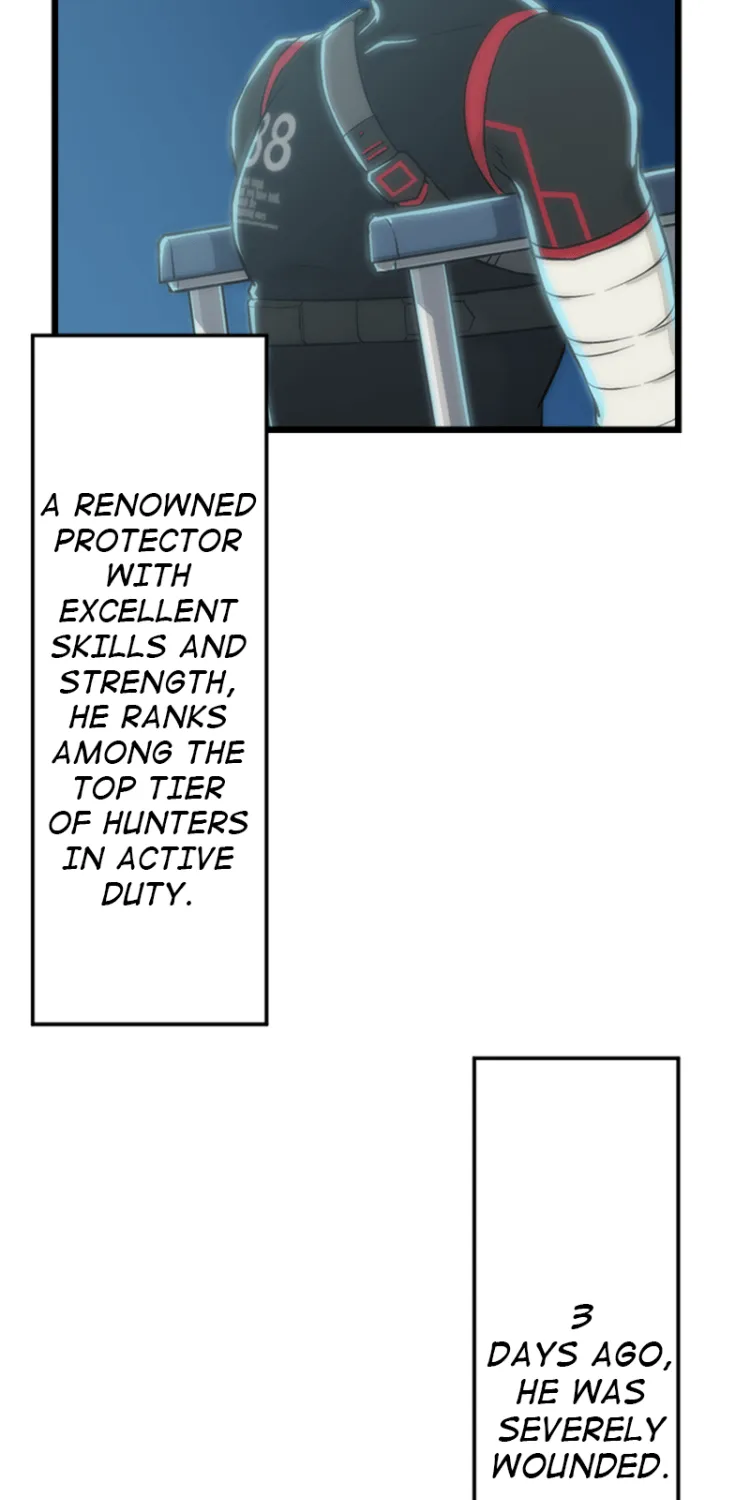 88
A RENOWNED
PROTECTOR
WITH
EXCELLENT
SKILLS AND
STRENGTH,
HE RANKS
AMONG THE
TOP TIER
OF HUNTERS
IN ACTIVE
DUTY.
3
DAYS AGO,
HE WAS
SEVERELY
WOUNDED.